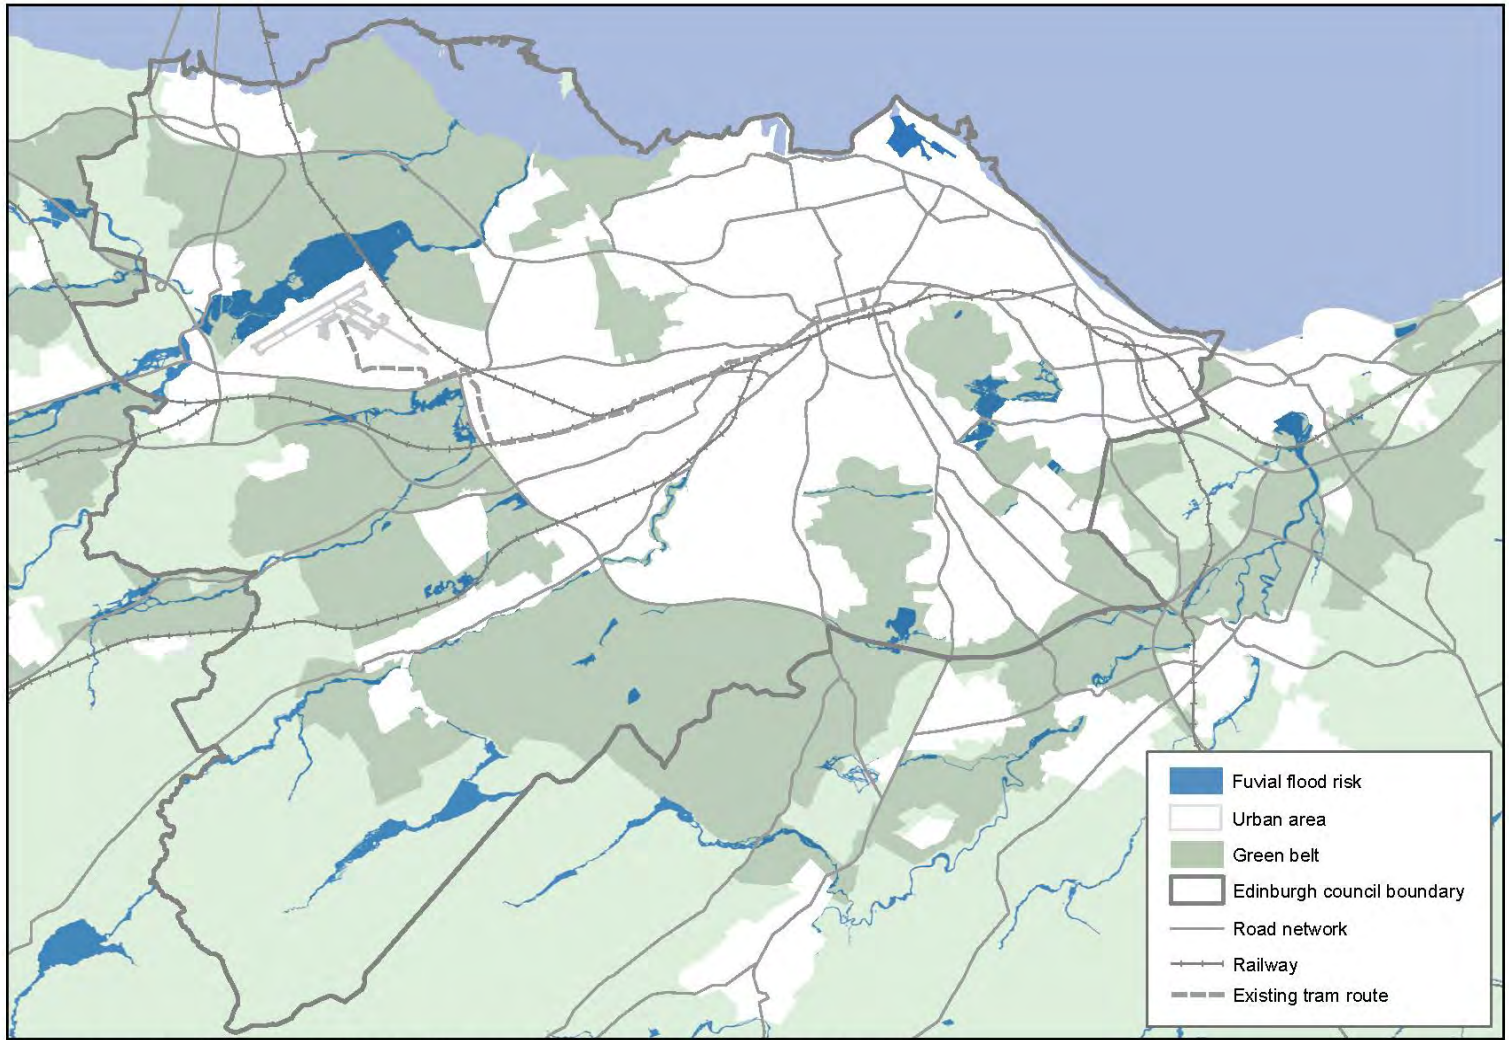 Fuvial flood risk
Urban area
Green belt
Edinburgh council boundary
Road network
Railway
Existing tram route